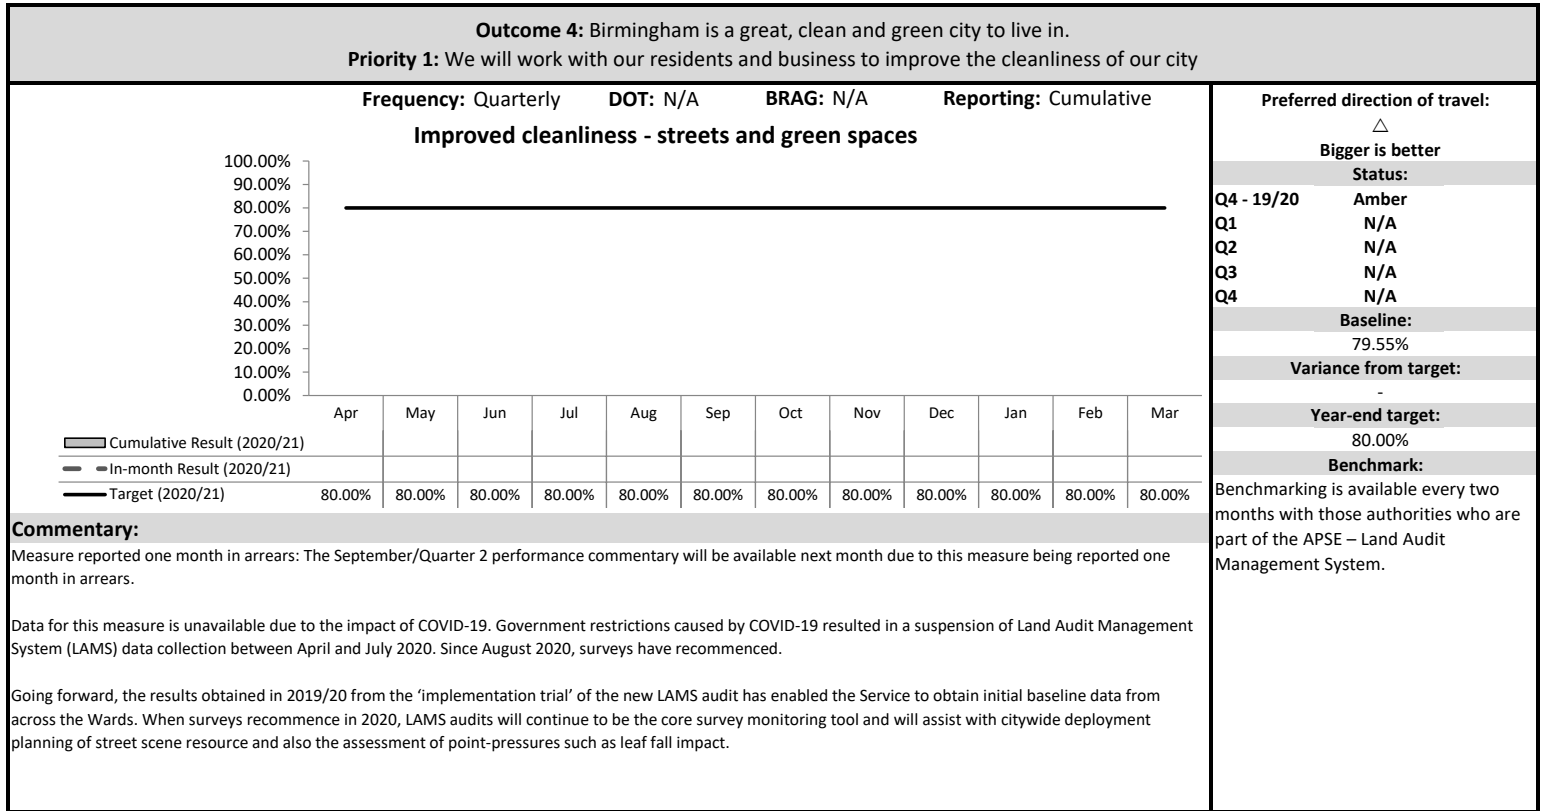 Outcome 4: Birmingham is a great, clean and green city to live in.
Priority 1: We will work with our residents and business to improve the cleanliness of our city
Frequency: Quarterly DOT: N/A BRAG: N/A Reporting: Cumulative
Improved cleanliness - streets and green spaces
100.00%
90.00%
80.00%
70.00%
60.00%
50.00%
40.00%
30.00%
20.00%
10.00%
0.00%
Apr May Jun Jul Aug Sep Oct Nov Dec Jan Feb Mar
Cumulative Result (2020/21)
In-month Result (2020/21)
Target (2020/21) 80.00% 80.00% 80.00% 80.00% 80.00% 80.00% 80.00% 80.00% 80.00% 80.00% 80.00% 80.00%
Commentary:
Measure reported one month in arrears: The September/Quarter 2 performance commentary will be available next month due to this measure being reported one
month in arrears.
Data for this measure is unavailable due to the impact of COVID-19. Government restrictions caused by COVID-19 resulted in a suspension of Land Audit Management
System (LAMS) data collection between April and July 2020. Since August 2020, surveys have recommenced.
Going forward, the results obtained in 2019/20 from the ‘implementation trial’ of the new LAMS audit has enabled the Service to obtain initial baseline data from
across the Wards. When surveys recommence in 2020, LAMS audits will continue to be the core survey monitoring tool and will assist with citywide deployment
planning of street scene resource and also the assessment of point-pressures such as leaf fall impact.
Preferred direction of travel:
△
Bigger is better
Status:
Q4 - 19/20 Amber
Q1 N/A
Q2 N/A
Q3 N/A
Q4 N/A
Baseline:
79.55%
Variance from target:
-
Year-end target:
80.00%
Benchmark:
Benchmarking is available every two
months with those authorities who are
part of the APSE – Land Audit
Management System.